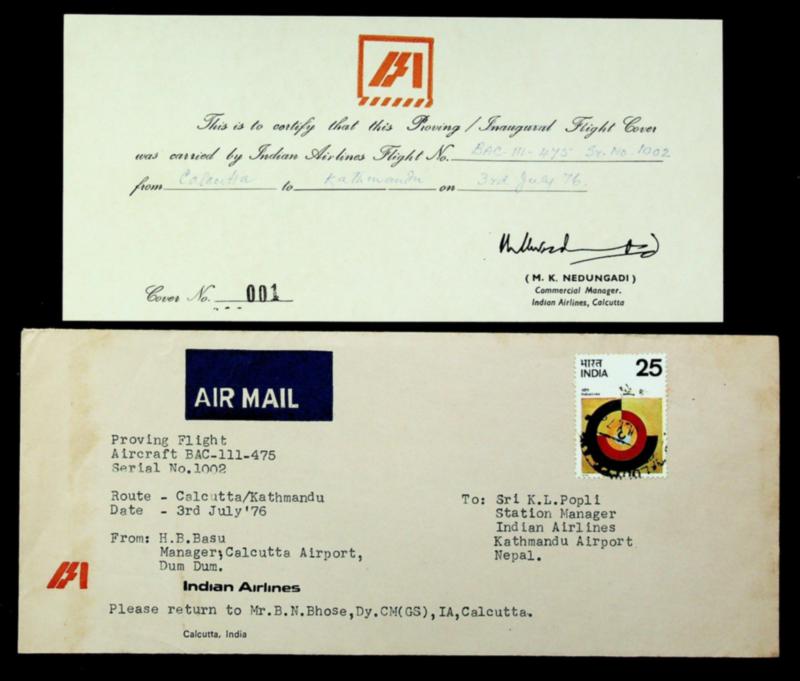 This is to certify that this Proving / Inaugural Flight Cover
was carried by Indian Airlines Flight No. BAC-111-475 Sr. No. 1002
from Calcutta to Kathmandu on 3rd July '76.
(M. K. NEDUNGADI)
Commercial Manager.
Indian Airlines, Calcutta
Cover No. 001
AIR MAIL
भारत
INDIA
25
Proving Flight
Aircraft BAC-111-475
Serial No.1002
Route - Calcutta/Kathmandu
Date - 3rd July'76
From: H.B.Basu
Manager,Calcutta Airport,
Dum Dum.
To: Sri K.L.Popli
Station Manager
Indian Airlines
Kathmandu Airport
Nepal.
Indian Airlines
Please return to Mr.B.N.Bhose,Dy.CM(GS),IA,Calcutta.
Calcutta, India